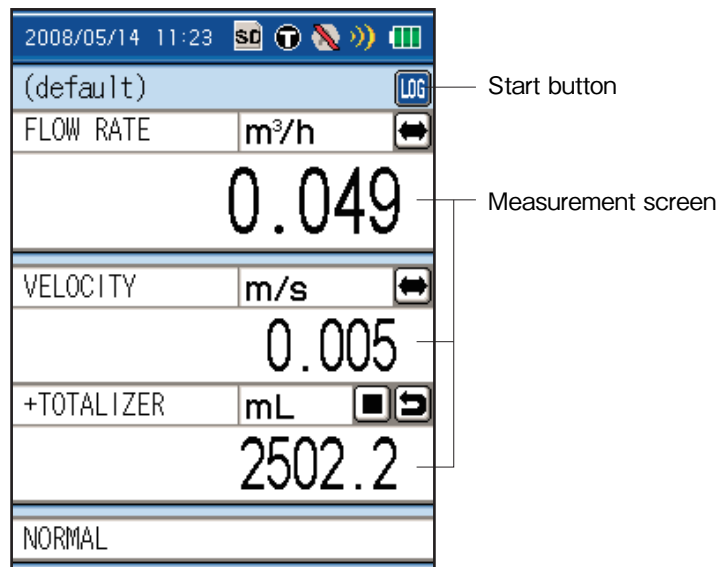 2008/05/14 11:23 SD T
(default) LOG Start button
FLOW RATE m³/h
0.049 Measurement screen
VELOCITY m/s
0.005
+TOTALIZER mL
2502.2
NORMAL